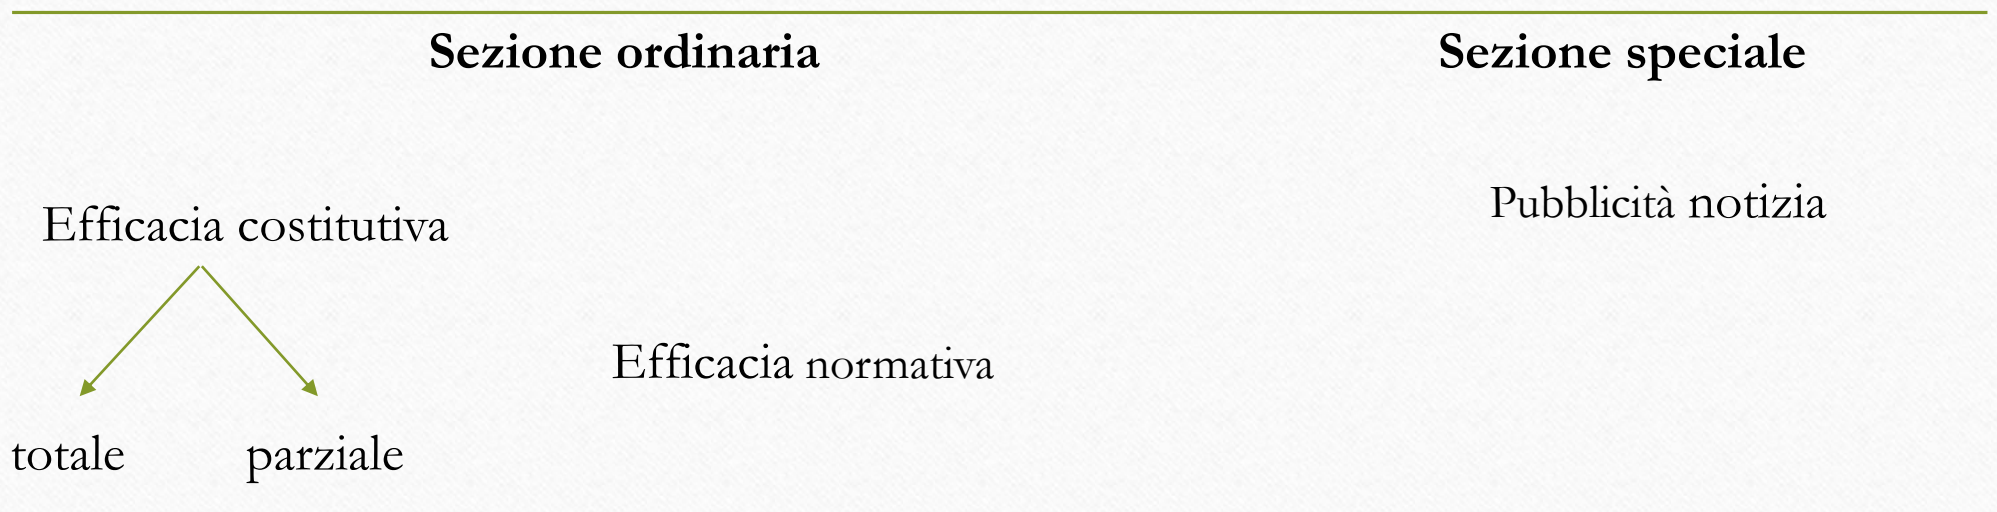 Sezione ordinaria
Sezione speciale
Efficacia costitutiva
Pubblicità notizia
Efficacia normativa
totale
parziale